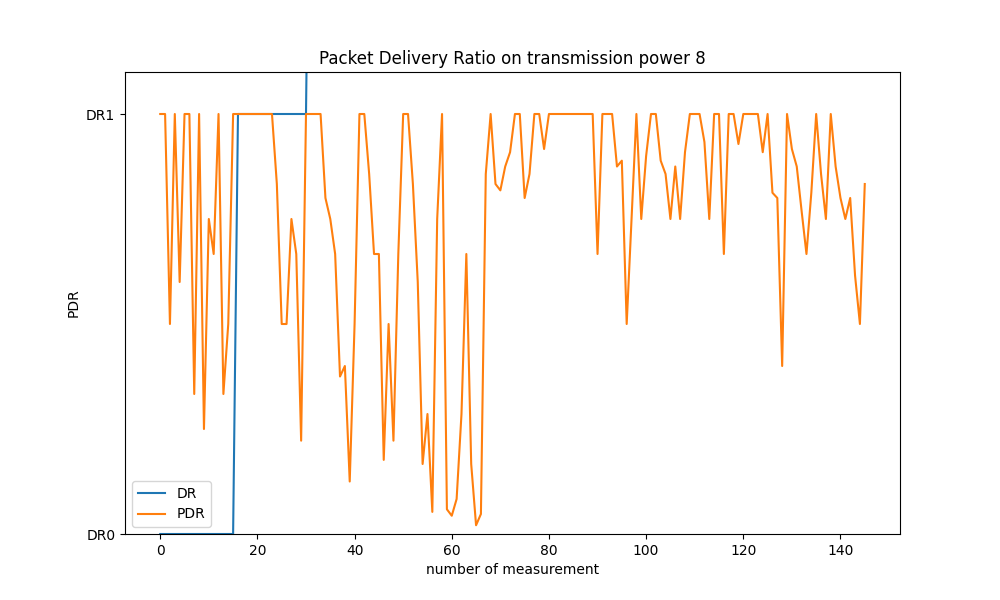 Packet Delivery Ratio on transmission power 8
DR1
PDR
DR0
DR
PDR
0 20 40 60 80 100 120 140
number of measurement